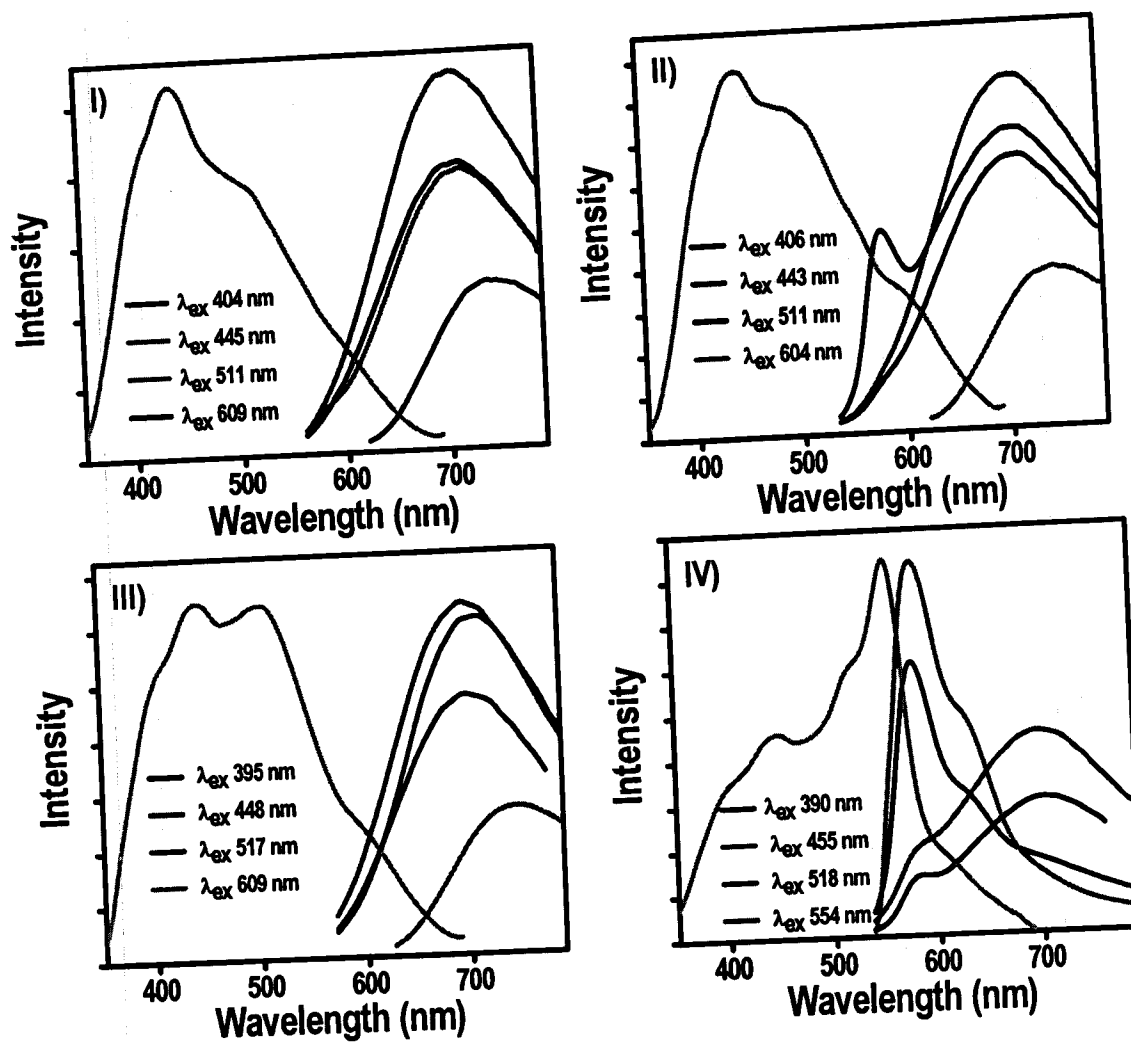 I)
Intensity
λex 404 nm
λex 445 nm
λex 511 nm
λex 609 nm
400 500 600 700
Wavelength (nm)
II)
Intensity
λex 406 nm
λex 443 nm
λex 511 nm
λex 604 nm
400 500 600 700
Wavelength (nm)
III)
Intensity
λex 395 nm
λex 448 nm
λex 517 nm
λex 609 nm
400 500 600 700
Wavelength (nm)
IV)
Intensity
λex 390 nm
λex 455 nm
λex 518 nm
λex 554 nm
400 500 600 700
Wavelength (nm)